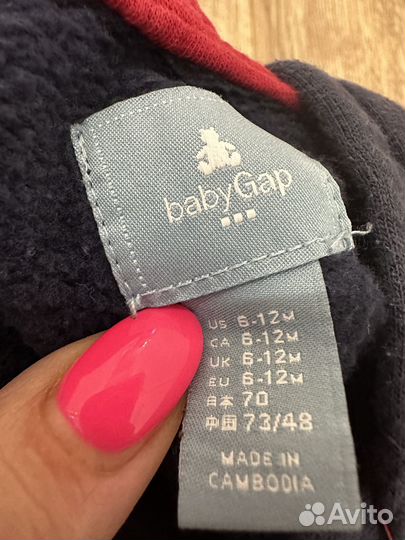 babyGap
US 6-12M
CA 6-12M
UK 6-12M
EU 6-12M
日本 70
中国 73/48
MADE IN
CAMBODIA
Avito